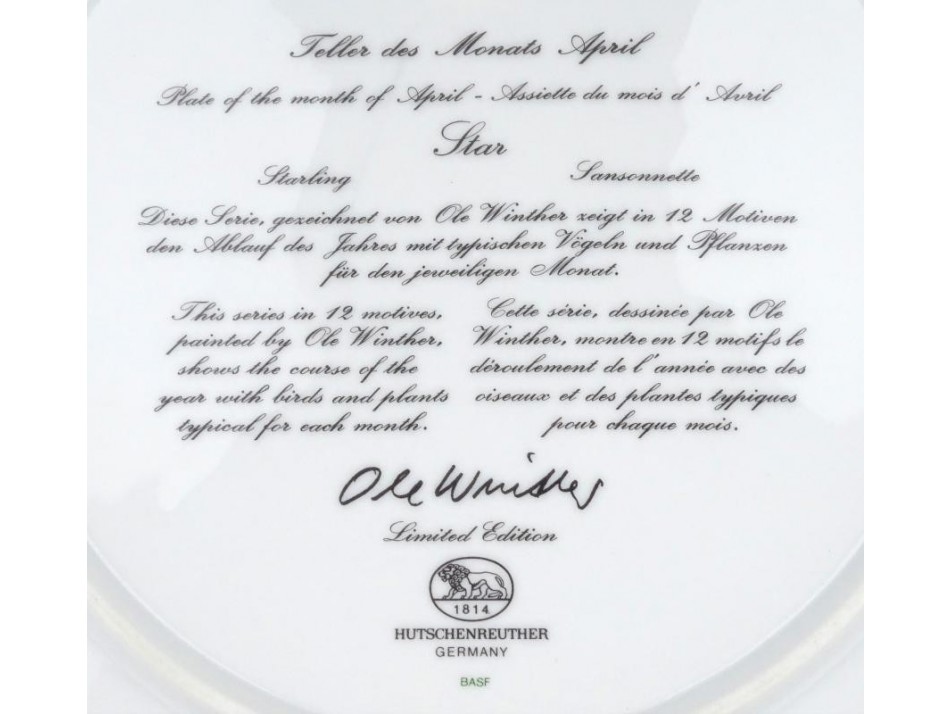 Teller des Monats April
Plate of the month of April - Assiette du mois d' Avril
Star
Starling
Sansonnette
Diese Serie, gezeichnet von Ole Winther zeigt in 12 Motiven
den Ablauf des Jahres mit typischen Vögeln und Pflanzen
für den jeweiligen Monat.
This series in 12 motives,
painted by Ole Winther,
shows the course of the
year with birds and plants
typical for each month.
Cette série, dessinée par Ole
Winther, montre en 12 motifs le
déroulement de l'année avec des
oiseaux et des plantes typiques
pour chaque mois.
Ole Winther
Limited Edition
1814
HUTSCHENREUTHER
GERMANY
BASF